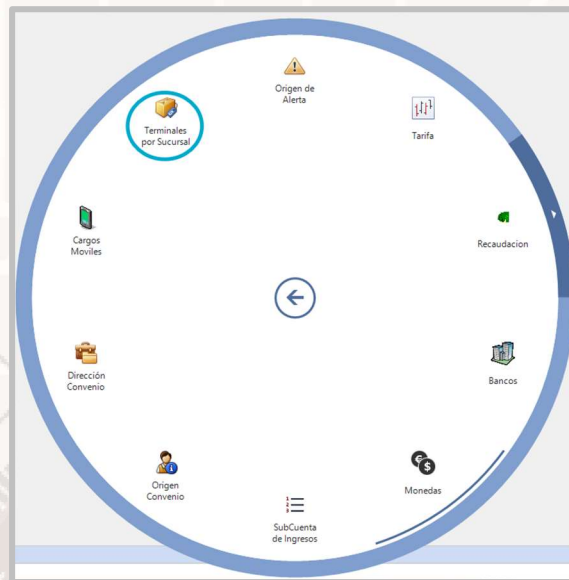 Origen de
Alerta
Terminales
por Sucursal
Tarifa
Cargos
Moviles
Recaudacion
Dirección
Convenio
Bancos
Origen
Convenio
Monedas
SubCuenta
de Ingresos